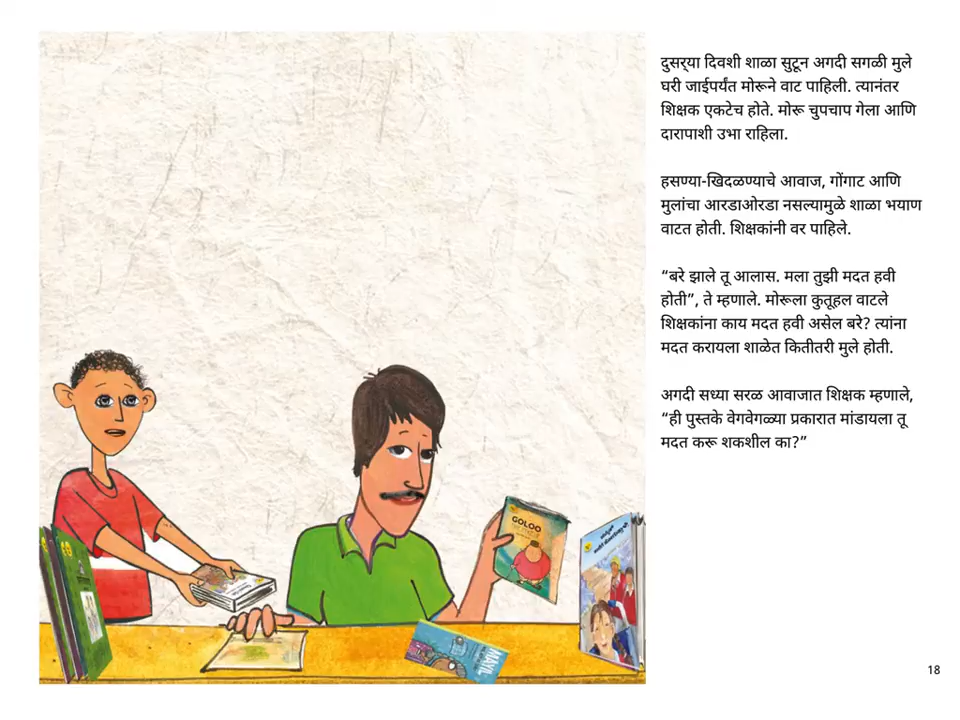 दुसऱ्या दिवशी शाळा सुटून अगदी सगळी मुले
घरी जाईपर्यंत मोरूने वाट पाहिली. त्यानंतर
शिक्षक एकटेच होते. मोरू चुपचाप गेला आणि
दारापाशी उभा राहिला.
हसण्या-खिदळण्याचे आवाज, गोंगाट आणि
मुलांचा आरडाओरडा नसल्यामुळे शाळा भयाण
वाटत होती. शिक्षकांनी वर पाहिले.
“बरे झाले तू आलास. मला तुझी मदत हवी
होती”, ते म्हणाले. मोरूला कुतूहल वाटले
शिक्षकांना काय मदत हवी असेल बरे? त्यांना
मदत करायला शाळेत कितीतरी मुले होती.
अगदी सध्या सरळ आवाजात शिक्षक म्हणाले,
“ही पुस्तके वेगवेगळ्या प्रकारात मांडायला तू
मदत करू शकशील का?”
GOLOO
MAYIL
18